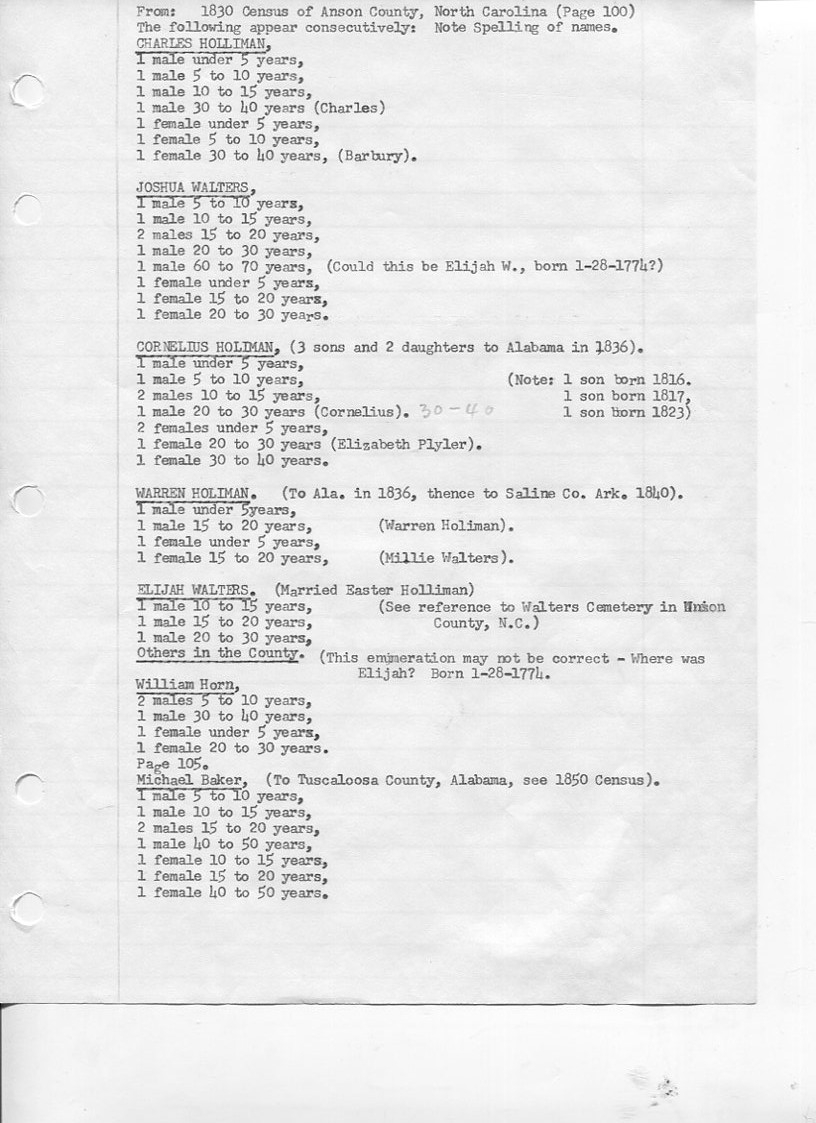 From:   1830 Census of Anson County, North Carolina (Page 100)
The following appear consecutively:  Note Spelling of names.
CHARLES HOLLIMAN,
1 male under 5 years,
1 male 5 to 10 years,
1 male 10 to 15 years,
1 male 30 to 40 years (Charles)
1 female under 5 years,
1 female 5 to 10 years,
1 female 30 to 40 years, (Barbury).
JOSHUA WALTERS,
1 male 5 to 10 years,
1 male 10 to 15 years,
2 males 15 to 20 years,
1 male 20 to 30 years,
1 male 60 to 70 years, (Could this be Elijah W., born 1-28-1774?)
1 female under 5 years,
1 female 15 to 20 years,
1 female 20 to 30 years.
CORNELIUS HOLIMAN, (3 sons and 2 daughters to Alabama in 1836).
1 male under 5 years,
1 male 5 to 10 years, (Note: 1 son born 1816.
2 males 10 to 15 years, 1 son born 1817,
1 male 20 to 30 years (Cornelius). 30-40 1 son born 1823)
2 females under 5 years,
1 female 20 to 30 years (Elizabeth Plyler).
1 female 30 to 40 years.
WARREN HOLIMAN. (To Ala. in 1836, thence to Saline Co. Ark. 1840).
1 male under 5years,
1 male 15 to 20 years, (Warren Holiman).
1 female under 5 years,
1 female 15 to 20 years, (Millie Walters).
ELIJAH WALTERS. (Married Easter Holliman)
1 male 10 to 15 years, (See reference to Walters Cemetery in Union
1 male 15 to 20 years, County, N.C.)
1 male 20 to 30 years,
Others in the County. (This enumeration may not be correct - Where was
Elijah? Born 1-28-1774.
William Horn,
2 males 5 to 10 years,
1 male 30 to 40 years,
1 female under 5 years,
1 female 20 to 30 years.
Page 105.
Michael Baker, (To Tuscaloosa County, Alabama, see 1850 Census).
1 male 5 to 10 years,
1 male 10 to 15 years,
2 males 15 to 20 years,
1 male 40 to 50 years,
1 female 10 to 15 years,
1 female 15 to 20 years,
1 female 40 to 50 years.